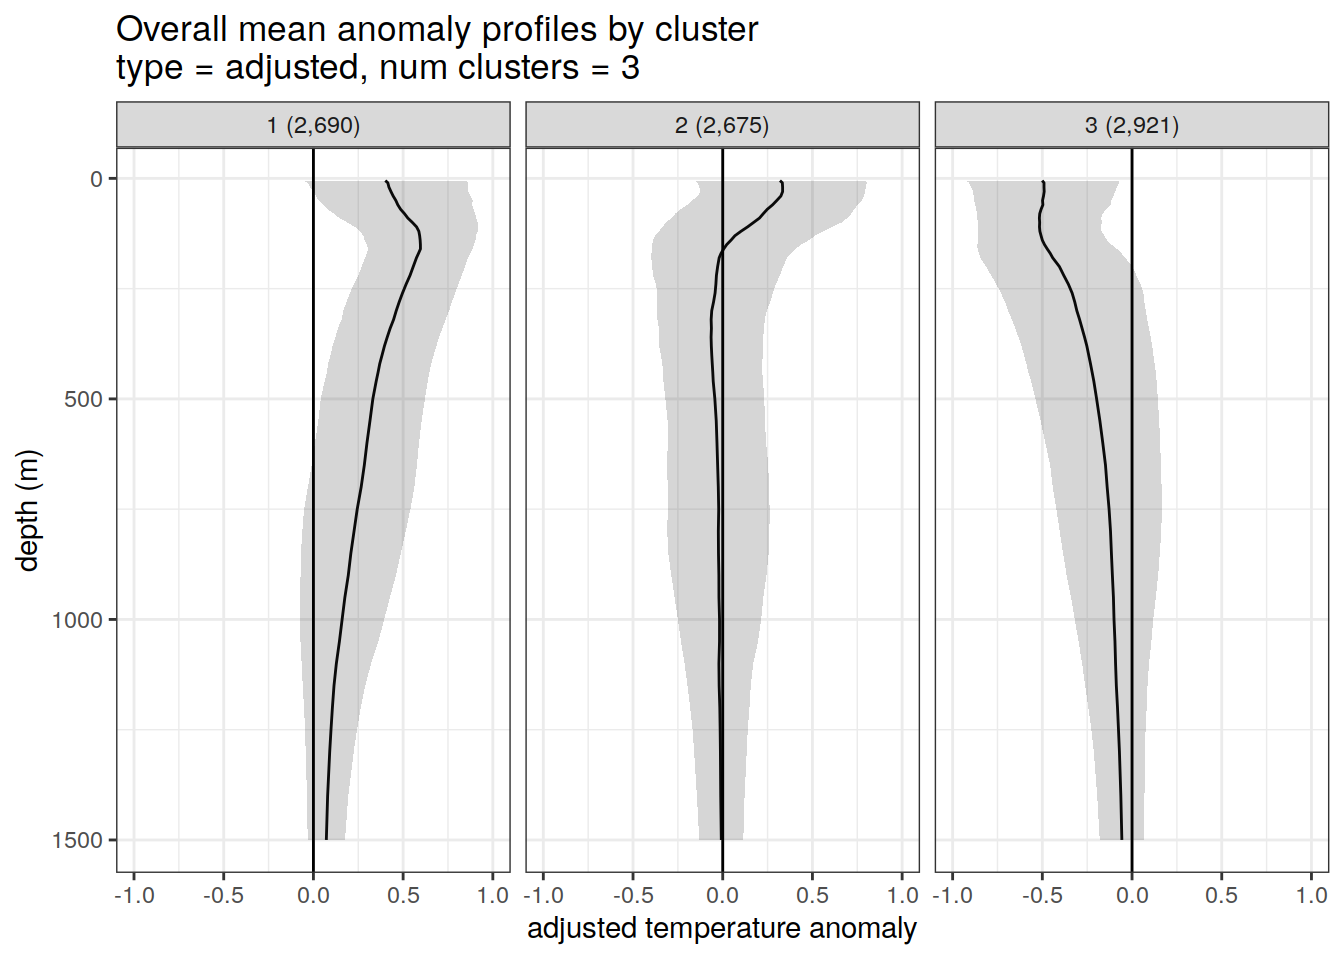 Overall mean anomaly profiles by cluster
type = adjusted, num clusters = 3
1 (2,690)
2 (2,675)
3 (2,921)
depth (m)
0
500
1000
1500
-1.0 -0.5 0.0 0.5 1.0
-1.0 -0.5 0.0 0.5 1.0
-1.0 -0.5 0.0 0.5 1.0
adjusted temperature anomaly